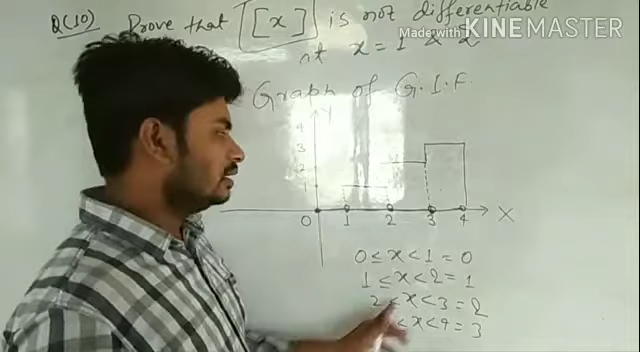 Q(10) Prove that [x] is not differentiable
at x = 1 & 2
Made with KINEMASTER
Graph of G.I.F.
Y
4
3
2
1
0 1 2 3 4 X
0 ≤ x < 1 = 0
1 ≤ x < 2 = 1
2 ≤ x < 3 = 2
≤ x < 4 = 3